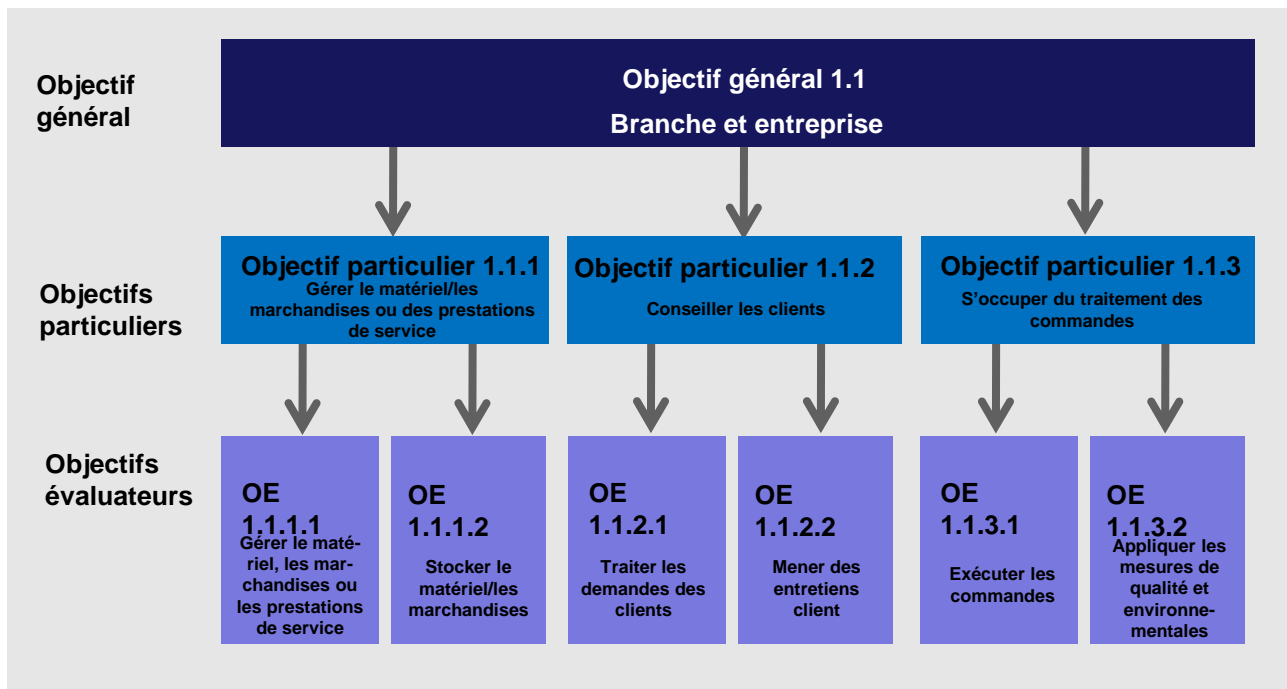 Objectif
général
Objectif général 1.1
Branche et entreprise
Objectifs
particuliers
Objectif particulier 1.1.1
Gérer le matériel/les
marchandises ou des prestations
de service
Objectif particulier 1.1.2
Conseiller les clients
Objectif particulier 1.1.3
S'occuper du traitement des
commandes
Objectifs
évaluateurs
OE
1.1.1.1
Gérer le maté-
riel, les mar-
chandises ou
les prestations
de service
OE
1.1.1.2
Stocker le
matériel/les
marchandises
OE
1.1.2.1
Traiter les
demandes des
clients
OE
1.1.2.2
Mener des
entretiens
client
OE
1.1.3.1
Exécuter les
commandes
OE
1.1.3.2
Appliquer les
mesures de
qualité et
environne-
mentales